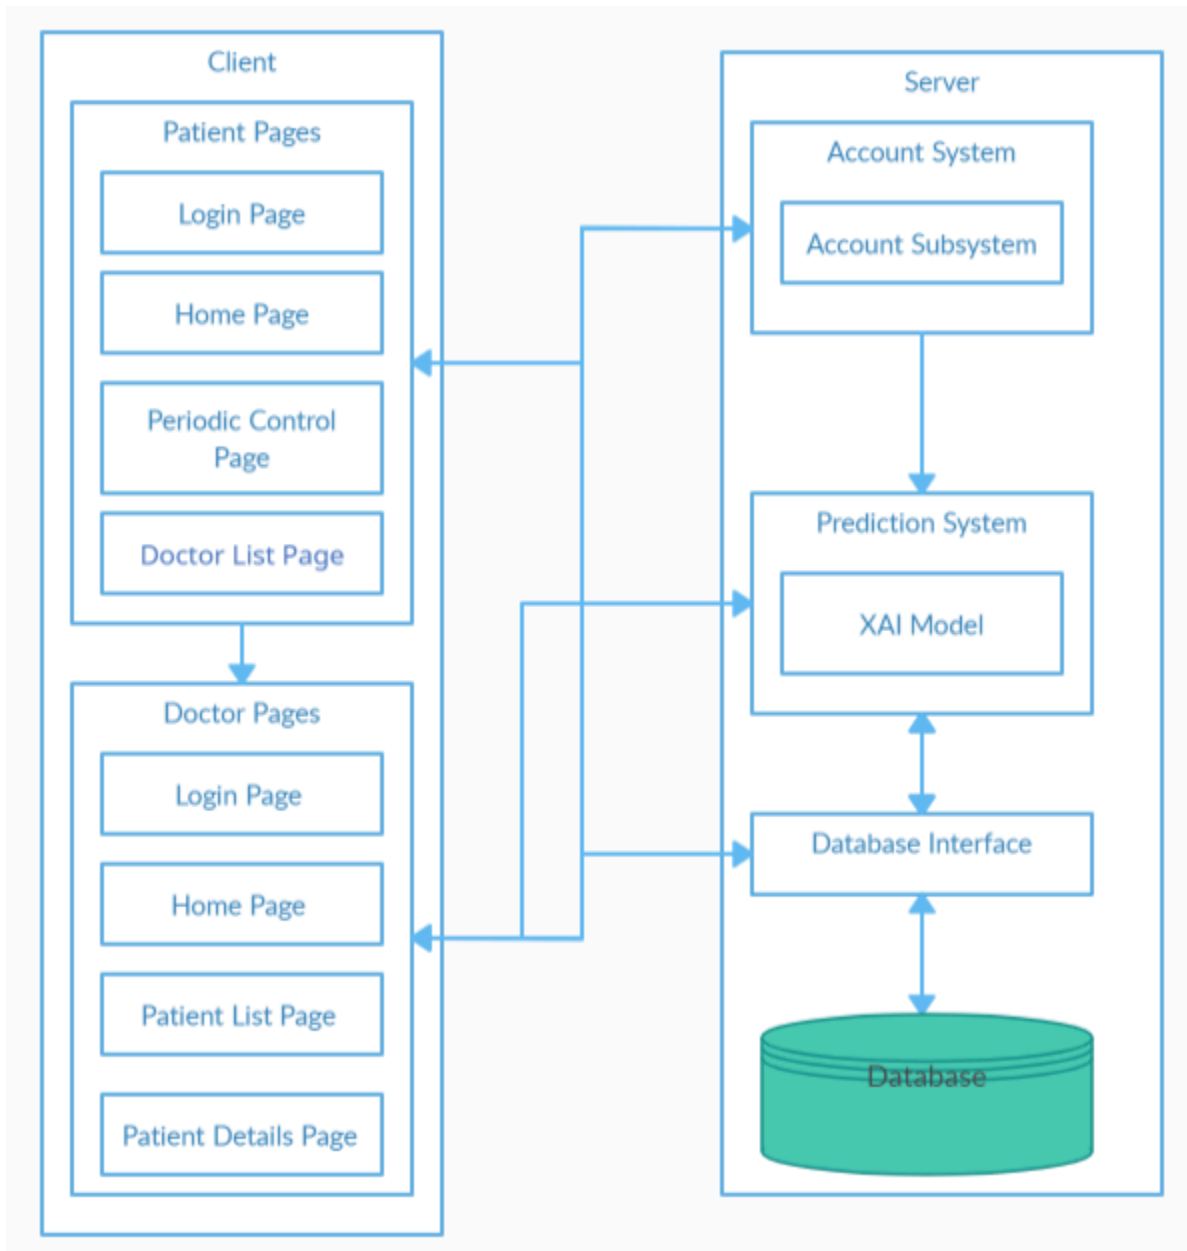 Client
Patient Pages
Login Page
Home Page
Periodic Control
Page
Doctor List Page
Doctor Pages
Login Page
Home Page
Patient List Page
Patient Details Page
Server
Account System
Account Subsystem
Prediction System
XAI Model
Database Interface
Database